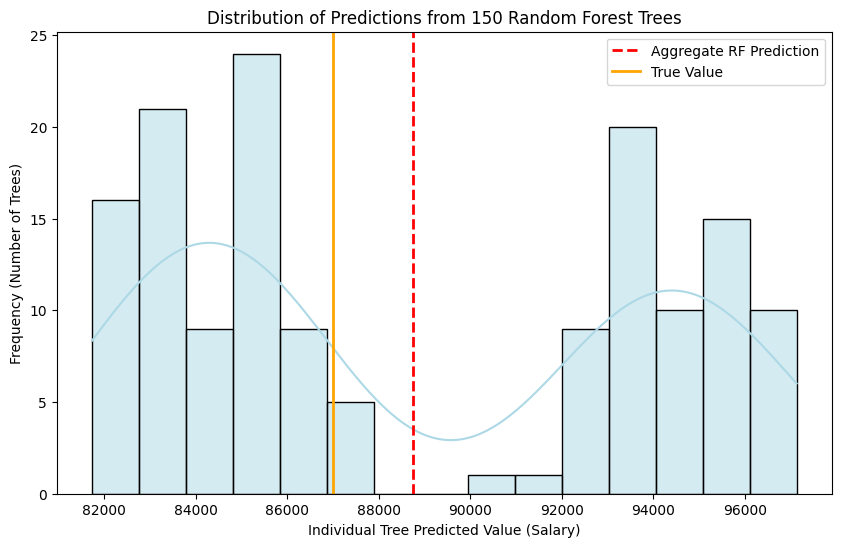 Distribution of Predictions from 150 Random Forest Trees
Aggregate RF Prediction
True Value
Frequency (Number of Trees)
25
20
15
10
5
0
82000 84000 86000 88000 90000 92000 94000 96000
Individual Tree Predicted Value (Salary)